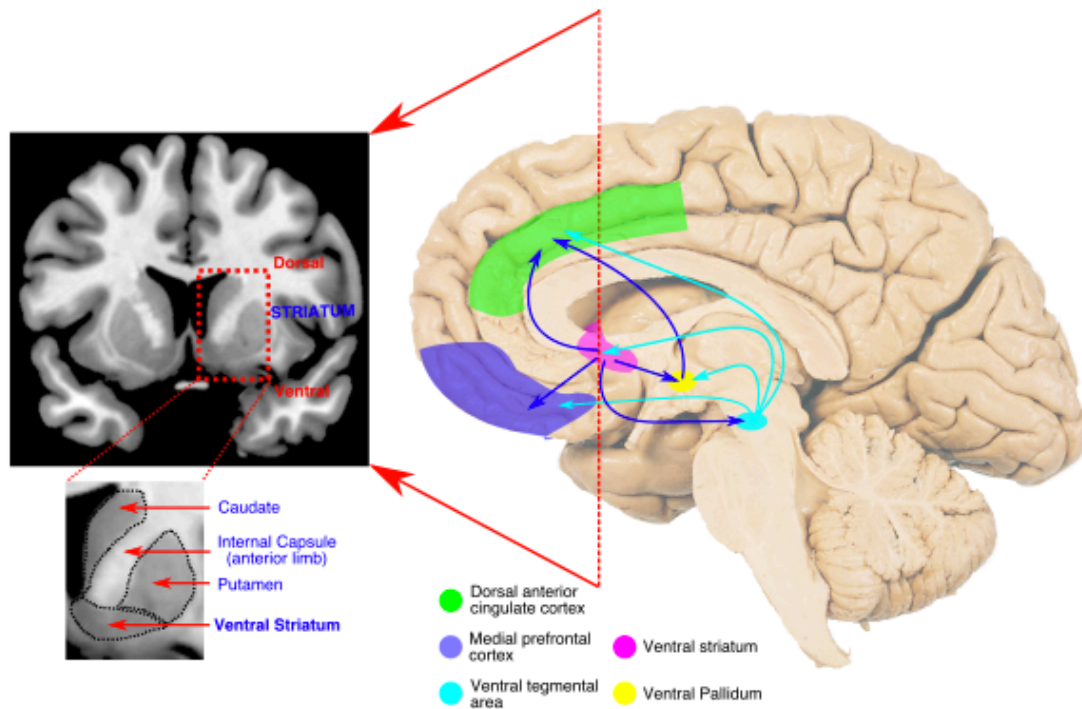 Dorsal
STRIATUM
Ventral
Caudate
Internal Capsule
(anterior limb)
Putamen
Ventral Striatum
Dorsal anterior
cingulate cortex
Medial prefrontal
cortex
Ventral striatum
Ventral tegmental
area
Ventral Pallidum